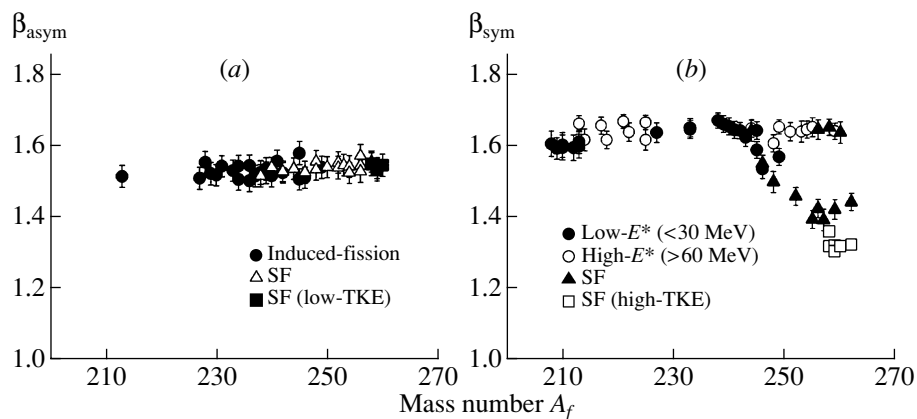 β_asym
(a)
1.8
1.6
1.4
1.2
1.0
210
230
250
270
Induced-fission
SF
SF (low-TKE)
β_sym
(b)
1.8
1.6
1.4
1.2
1.0
210
230
250
270
Low-E* (<30 MeV)
High-E* (>60 MeV)
SF
SF (high-TKE)
Mass number A_f